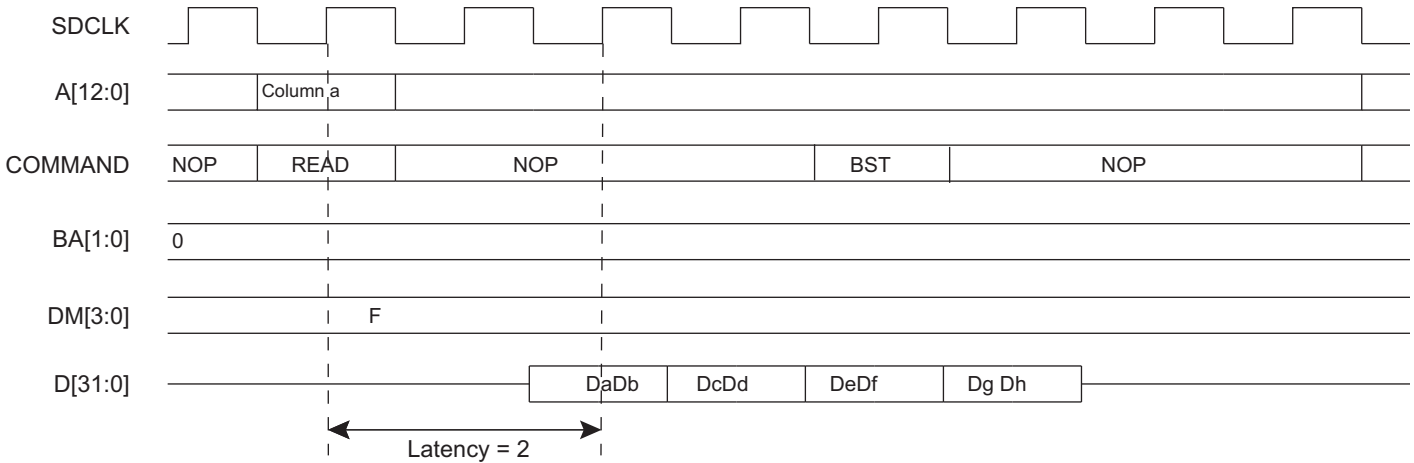 SDCLK
A[12:0] Column a
COMMAND NOP READ NOP BST NOP
BA[1:0] 0
DM[3:0] F
D[31:0] DaDb DcDd DeDf Dg Dh
Latency = 2